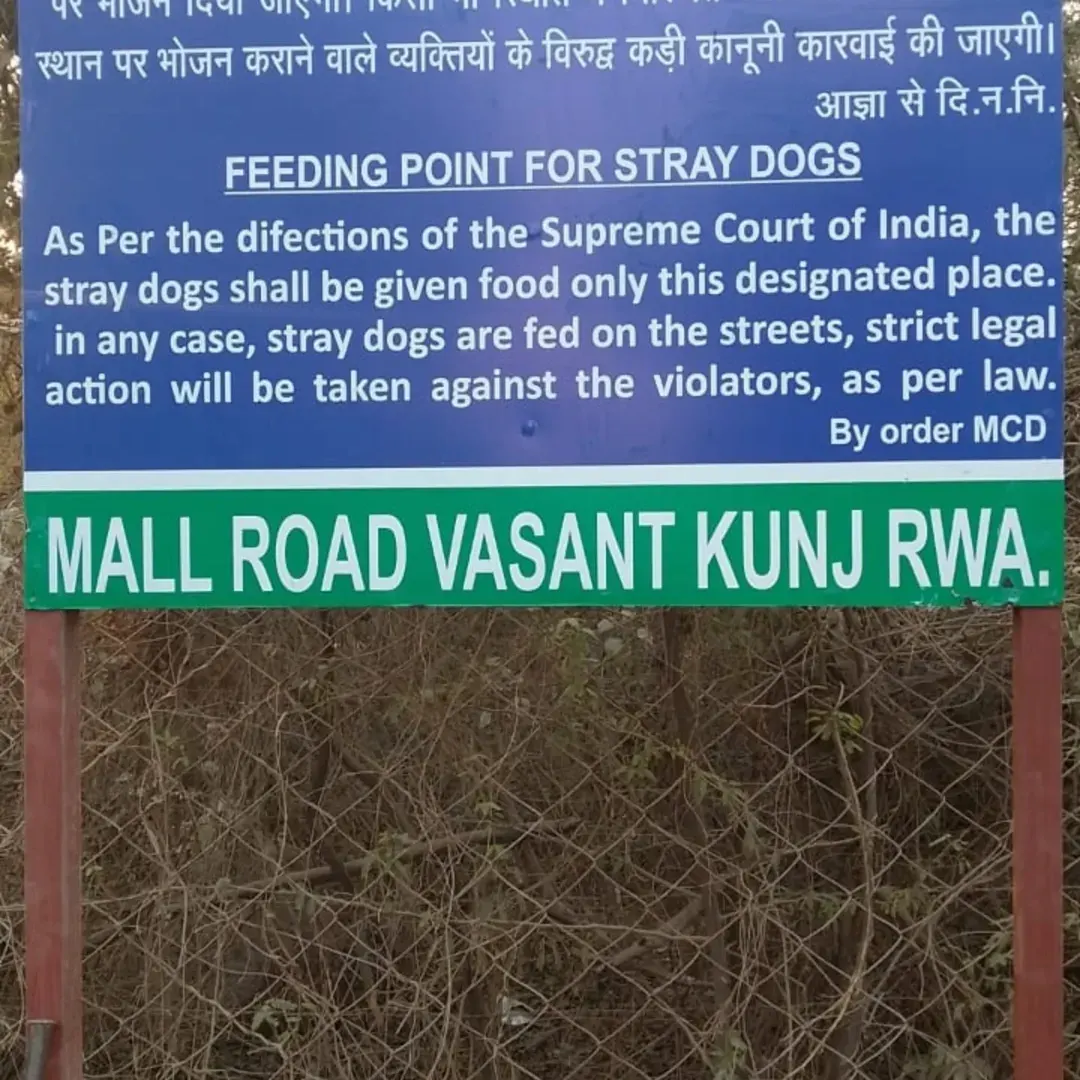 पर भोजन दिया जाएगा। किसी भी
स्थान पर भोजन कराने वाले व्यक्तियों के विरुद्ध कड़ी कानूनी कारवाई की जाएगी।
आज्ञा से दि.न.नि.
FEEDING POINT FOR STRAY DOGS
As Per the difections of the Supreme Court of India, the
stray dogs shall be given food only this designated place.
in any case, stray dogs are fed on the streets, strict legal
action will be taken against the violators, as per law.
By order MCD
MALL ROAD VASANT KUNJ RWA.